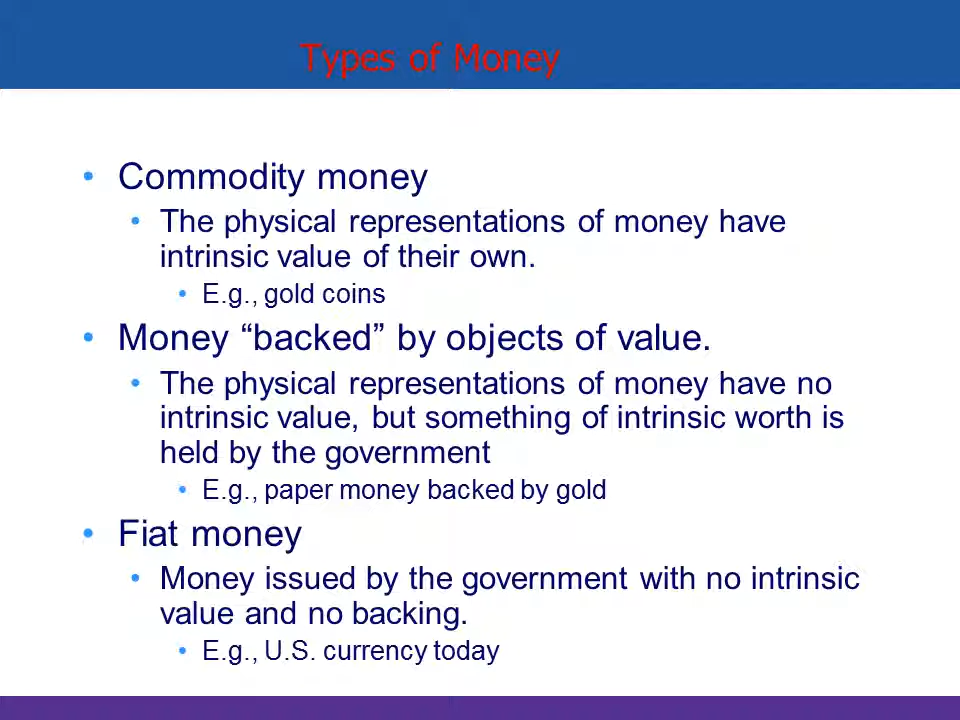 Types of Money
• Commodity money
• The physical representations of money have
intrinsic value of their own.
• E.g., gold coins
• Money “backed” by objects of value.
• The physical representations of money have no
intrinsic value, but something of intrinsic worth is
held by the government
• E.g., paper money backed by gold
• Fiat money
• Money issued by the government with no intrinsic
value and no backing.
• E.g., U.S. currency today